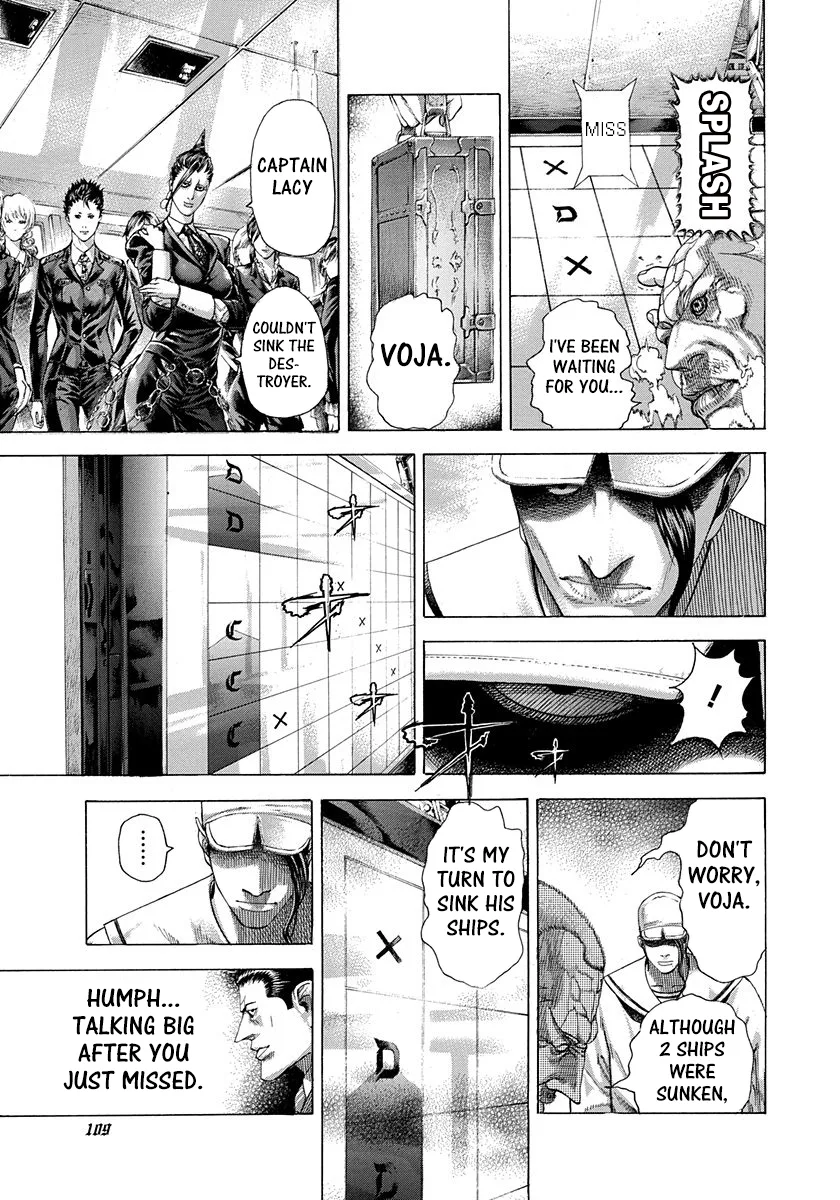 SPLASH
MISS
X
D
X
I'VE BEEN
WAITING
FOR YOU...
VOJA.
CAPTAIN
LACY
COULDN'T
SINK THE
DES-
TROYER.
!
D
D
C
C
C
X
X
X
X
DON'T
WORRY,
VOJA.
ALTHOUGH
2 SHIPS
WERE
SUNKEN,
IT'S MY
TURN TO
SINK HIS
SHIPS.
X
D
D
......
HUMPH...
TALKING BIG
AFTER YOU
JUST MISSED.
109